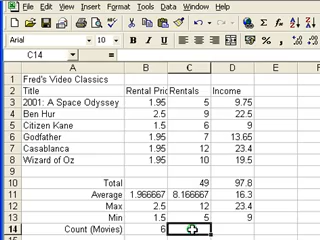 File Edit View Insert Format Tools Data Window Help
Arial 10 B I U
C14
A B C D E
1 Fred's Video Classics
2 Title Rental Pric Rentals Income
3 2001: A Space Odyssey 1.95 5 9.75
4 Ben Hur 2.5 9 22.5
5 Citizen Kane 1.5 6 9
6 Godfather 1.95 7 13.65
7 Casablanca 1.95 12 23.4
8 Wizard of Oz 1.95 10 19.5
9
10 Total 49 97.8
11 Average 1.966667 8.166667 16.3
12 Max 2.5 12 23.4
13 Min 1.5 5 9
14 Count (Movies) 6